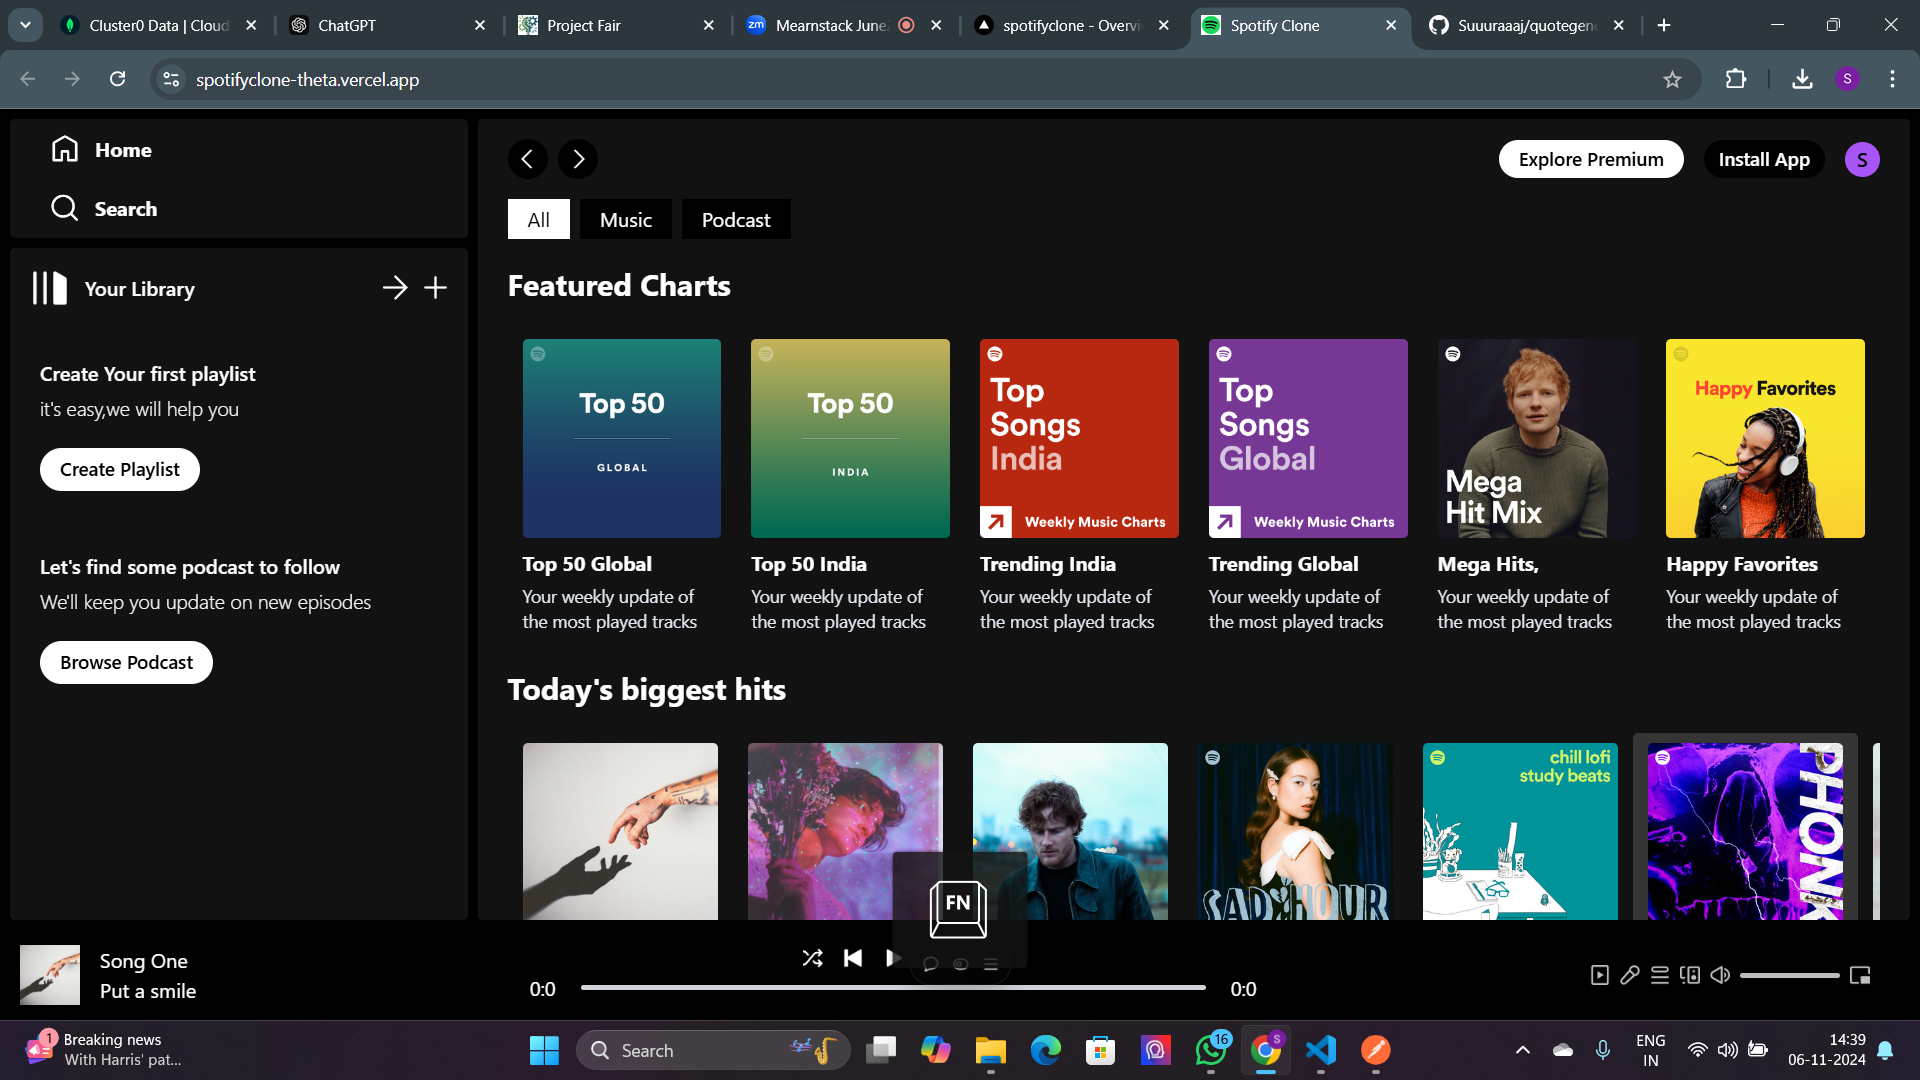 Cluster0 Data | Cloud
ChatGPT
Project Fair
zm
Mearnstack June
spotifyclone - Overvi
Spotify Clone
Suuuraaaj/quotegene
spotifyclone-theta.vercel.app
S
Home
Search
Your Library
Create Your first playlist
it's easy,we will help you
Create Playlist
Let's find some podcast to follow
We'll keep you update on new episodes
Browse Podcast
Explore Premium
Install App
S
All
Music
Podcast
Featured Charts
Top 50
GLOBAL
Top 50
INDIA
Top
Songs
India
Weekly Music Charts
Top
Songs
Global
Weekly Music Charts
Mega
Hit Mix
Happy Favorites
Top 50 Global
Your weekly update of
the most played tracks
Top 50 India
Your weekly update of
the most played tracks
Trending India
Your weekly update of
the most played tracks
Trending Global
Your weekly update of
the most played tracks
Mega Hits,
Your weekly update of
the most played tracks
Happy Favorites
Your weekly update of
the most played tracks
Today's biggest hits
SAD HOUR
chill lofi
study beats
PHONK
FN
Song One
Put a smile
0:0
0:0
1
Breaking news
With Harris' pat...
Search
16
S
ENG
IN
14:39
06-11-2024